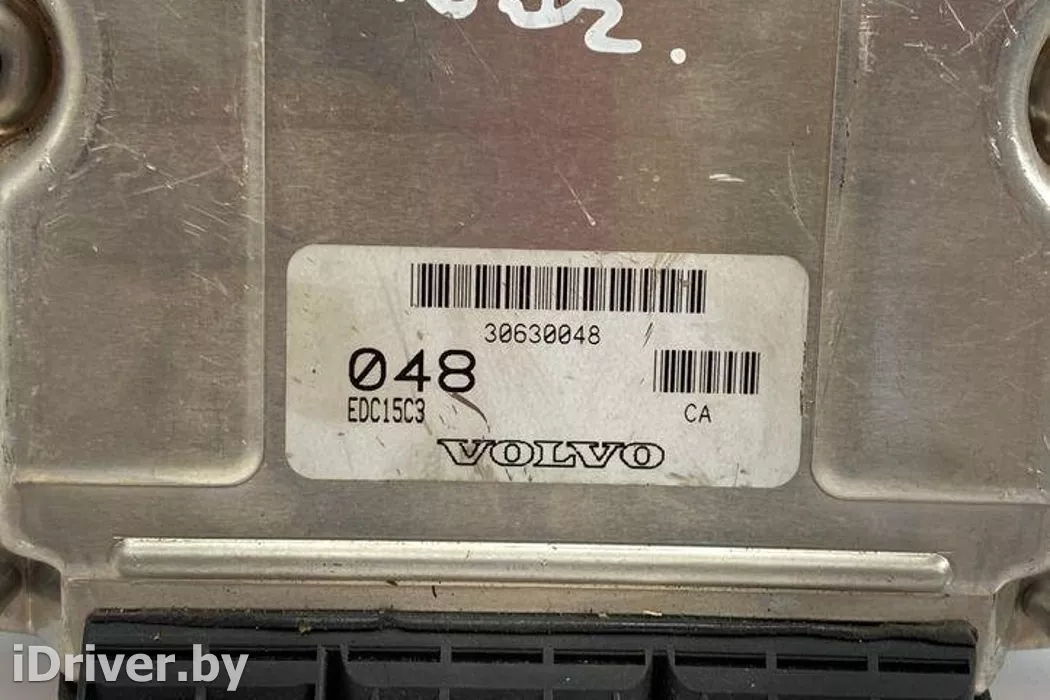 30630048
048
EDC15C3
CA
VOLVO
iDriver.by